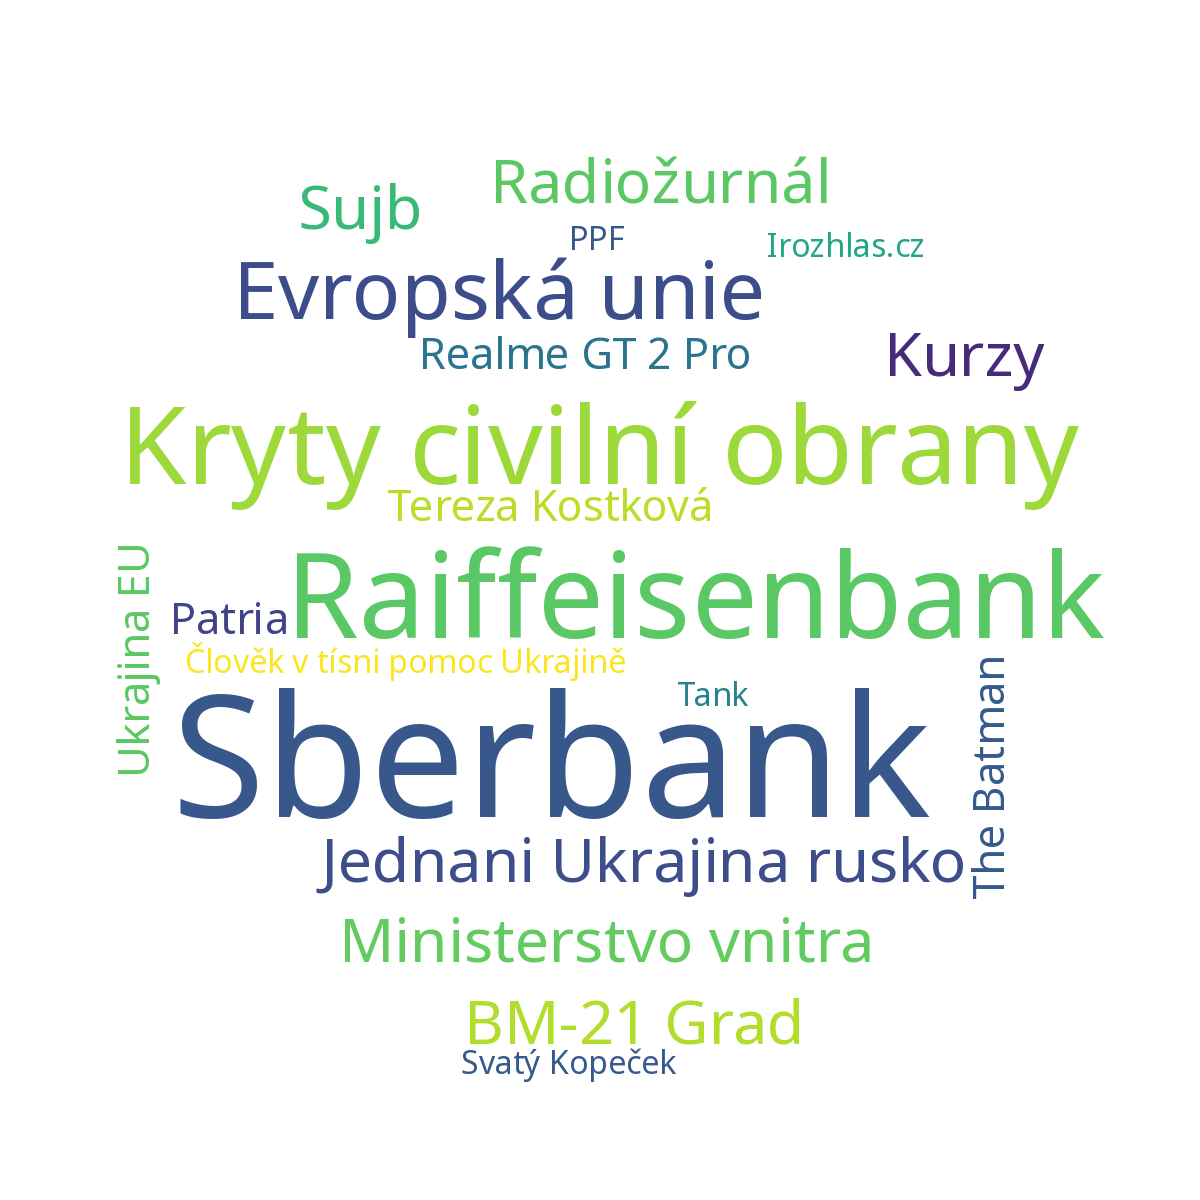 Radiožurnál
Sujb
PPF
Irozhlas.cz
Evropská unie
Realme GT 2 Pro
Kurzy
Kryty civilní obrany
Tereza Kostková
Raiffeisenbank
Ukrajina EU
Patria
Člověk v tísni pomoc Ukrajině
Tank
Sberbank
The Batman
Jednani Ukrajina rusko
Ministerstvo vnitra
BM-21 Grad
Svatý Kopeček